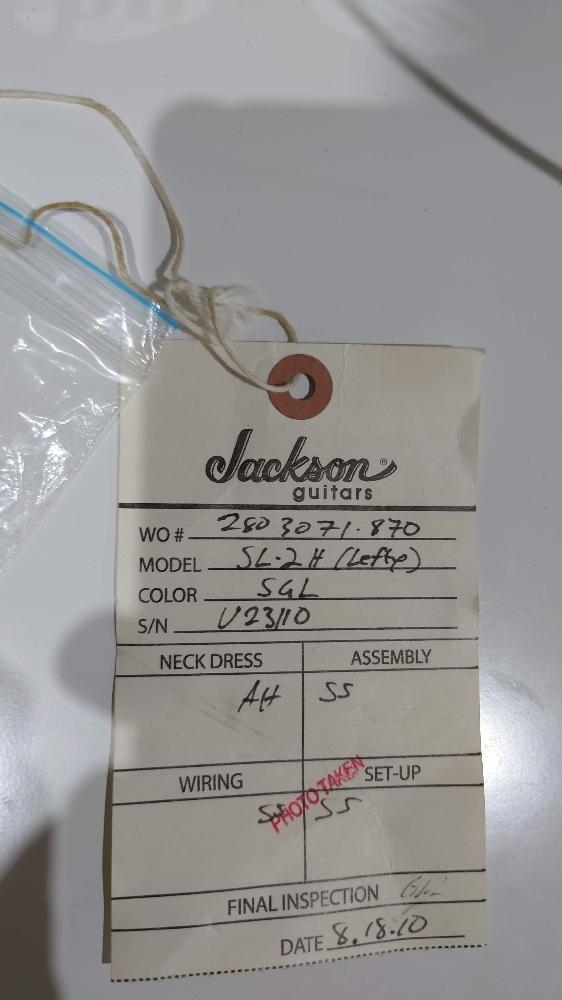 Jackson®
guitars
WO # 280 3071.870
MODEL SL-2H (Lefty)
COLOR SGL
S/N U23110
NECK DRESS ASSEMBLY
AH SS
WIRING SET-UP
PHOTO TAKEN
SS SS
FINAL INSPECTION
DATE 8.18.10